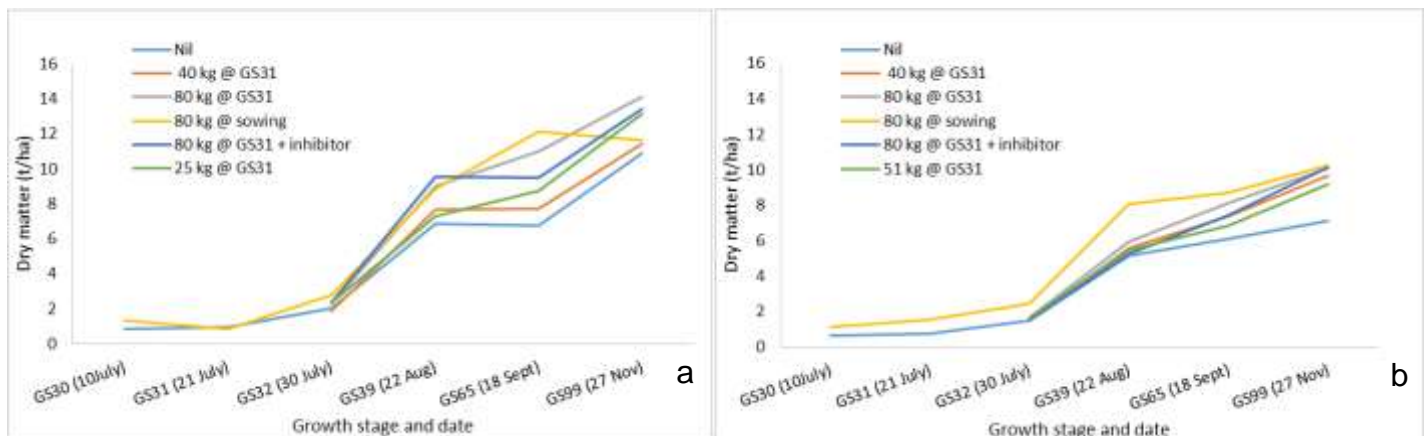 Nil
40 kg @ GS31
80 kg @ GS31
80 kg @ sowing
80 kg @ GS31 + inhibitor
25 kg @ GS31
16
14
12
10
8
6
4
2
0
Dry matter (t/ha)
GS30 (10July)
GS31 (21 July)
GS32 (30 July)
GS39 (22 Aug)
GS65 (18 Sept)
GS99 (27 Nov)
Growth stage and date
a
Nil
40 kg @ GS31
80 kg @ GS31
80 kg @ sowing
80 kg @ GS31 + inhibitor
51 kg @ GS31
16
14
12
10
8
6
4
2
0
Dry matter (t/ha)
GS30 (10July)
GS31 (21 July)
GS32 (30 July)
GS39 (22 Aug)
GS65 (18 Sept)
GS99 (27 Nov)
Growth stage and date
b